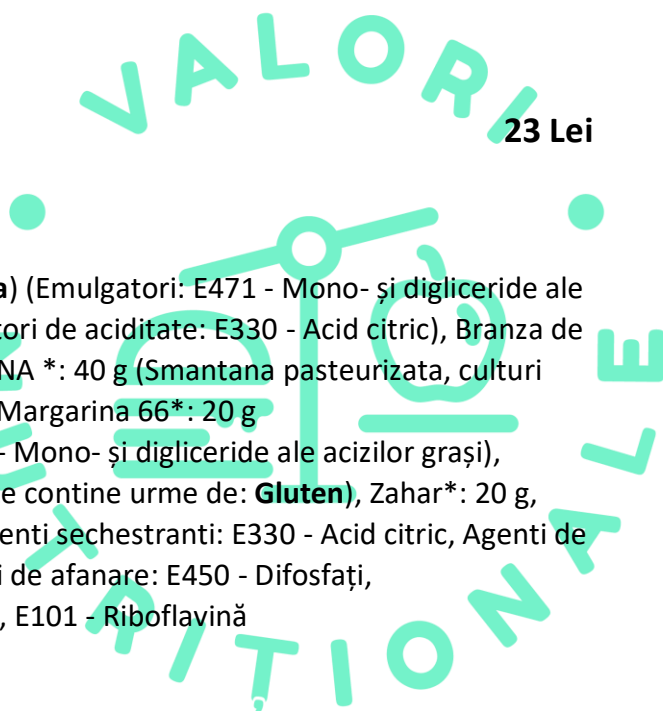 VALORI
23 Lei
a) (Emulgatori: E471 - Mono- și digliceride ale
tori de aciditate: E330 - Acid citric), Branza de
NA *: 40 g (Smantana pasteurizata, culturi
Margarina 66*: 20 g
- Mono- și digliceride ale acizilor grași),
e contine urme de: Gluten), Zahar*: 20 g,
enti sechestranti: E330 - Acid citric, Agenti de
i de afanare: E450 - Difosfați,
, E101 - Riboflavină
TRIȚIONALE